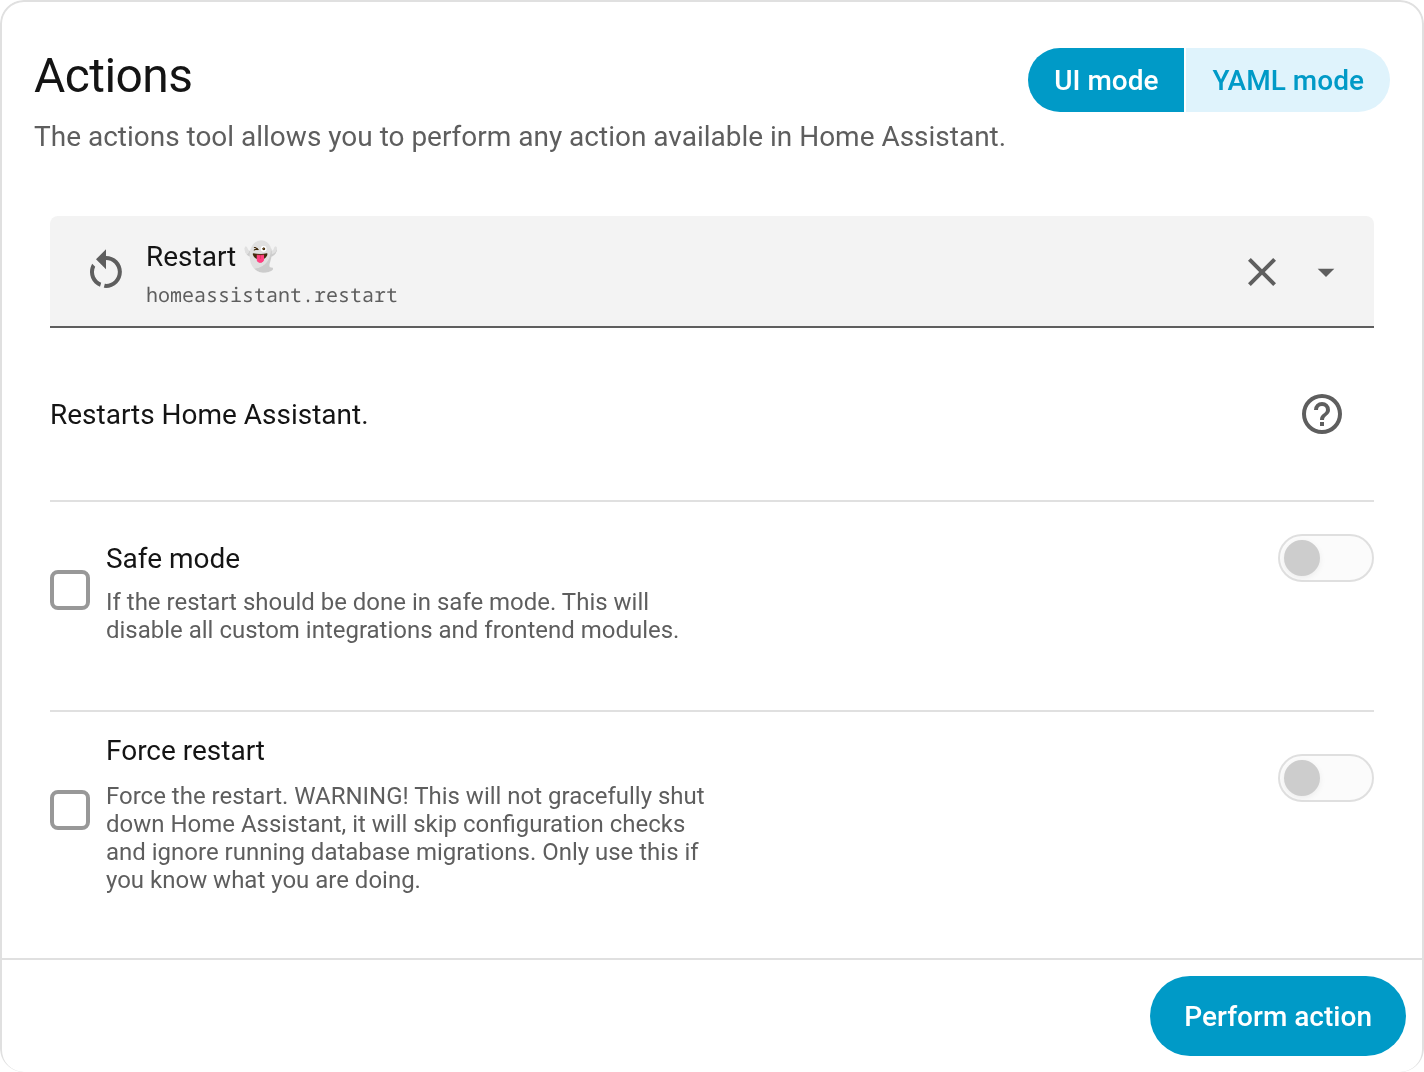 Actions
UI mode
YAML mode
The actions tool allows you to perform any action available in Home Assistant.
Restart 👻
homeassistant.restart
Restarts Home Assistant.
Safe mode
If the restart should be done in safe mode. This will
disable all custom integrations and frontend modules.
Force restart
Force the restart. WARNING! This will not gracefully shut
down Home Assistant, it will skip configuration checks
and ignore running database migrations. Only use this if
you know what you are doing.
Perform action